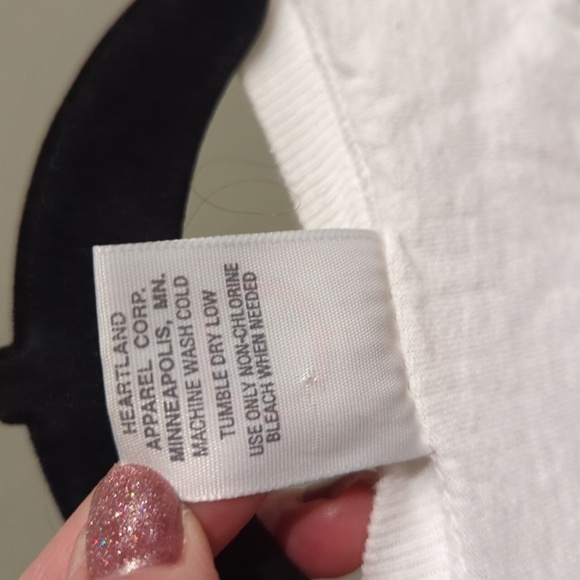 HEARTLAND
APPAREL CORP.
MINNEAPOLIS, MN.
MACHINE WASH COLD
TUMBLE DRY LOW
USE ONLY NON-CHLORINE
BLEACH WHEN NEEDED